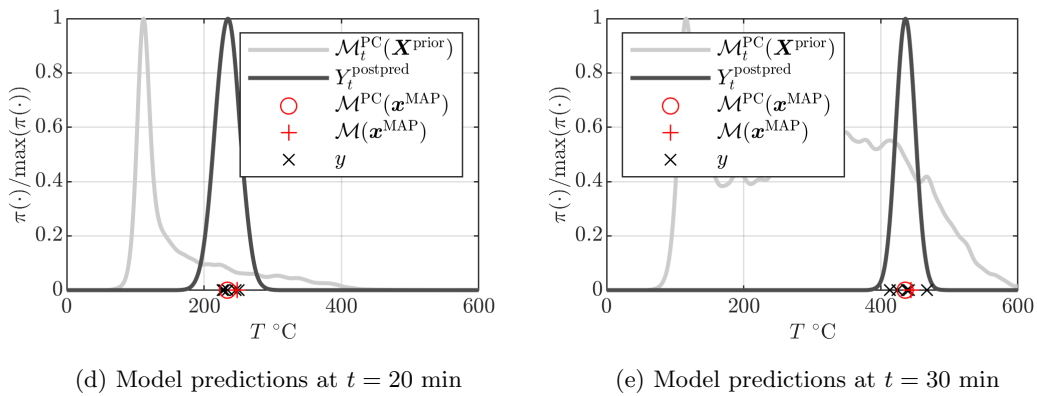 1
0.8
0.6
0.4
0.2
0
π(·)/max(π(·))
0 200 400 600
T °C
M_t^PC(X^prior)
Y_t^postpred
M^PC(x^MAP)
M(x^MAP)
y
(d) Model predictions at t = 20 min
1
0.8
0.6
0.4
0.2
0
π(·)/max(π(·))
0 200 400 600
T °C
M_t^PC(X^prior)
Y_t^postpred
M^PC(x^MAP)
M(x^MAP)
y
(e) Model predictions at t = 30 min